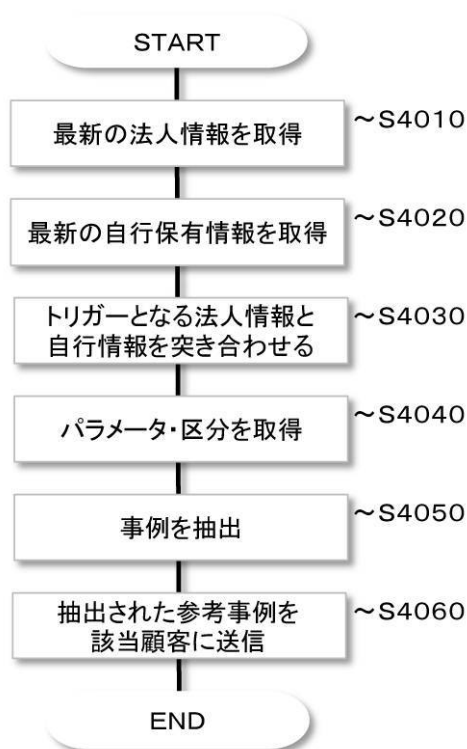 START
最新の法人情報を取得
～S4010
最新の自行保有情報を取得
～S4020
トリガーとなる法人情報と
自行情報を突き合わせる
～S4030
パラメータ・区分を取得
～S4040
事例を抽出
～S4050
抽出された参考事例を
該当顧客に送信
～S4060
END